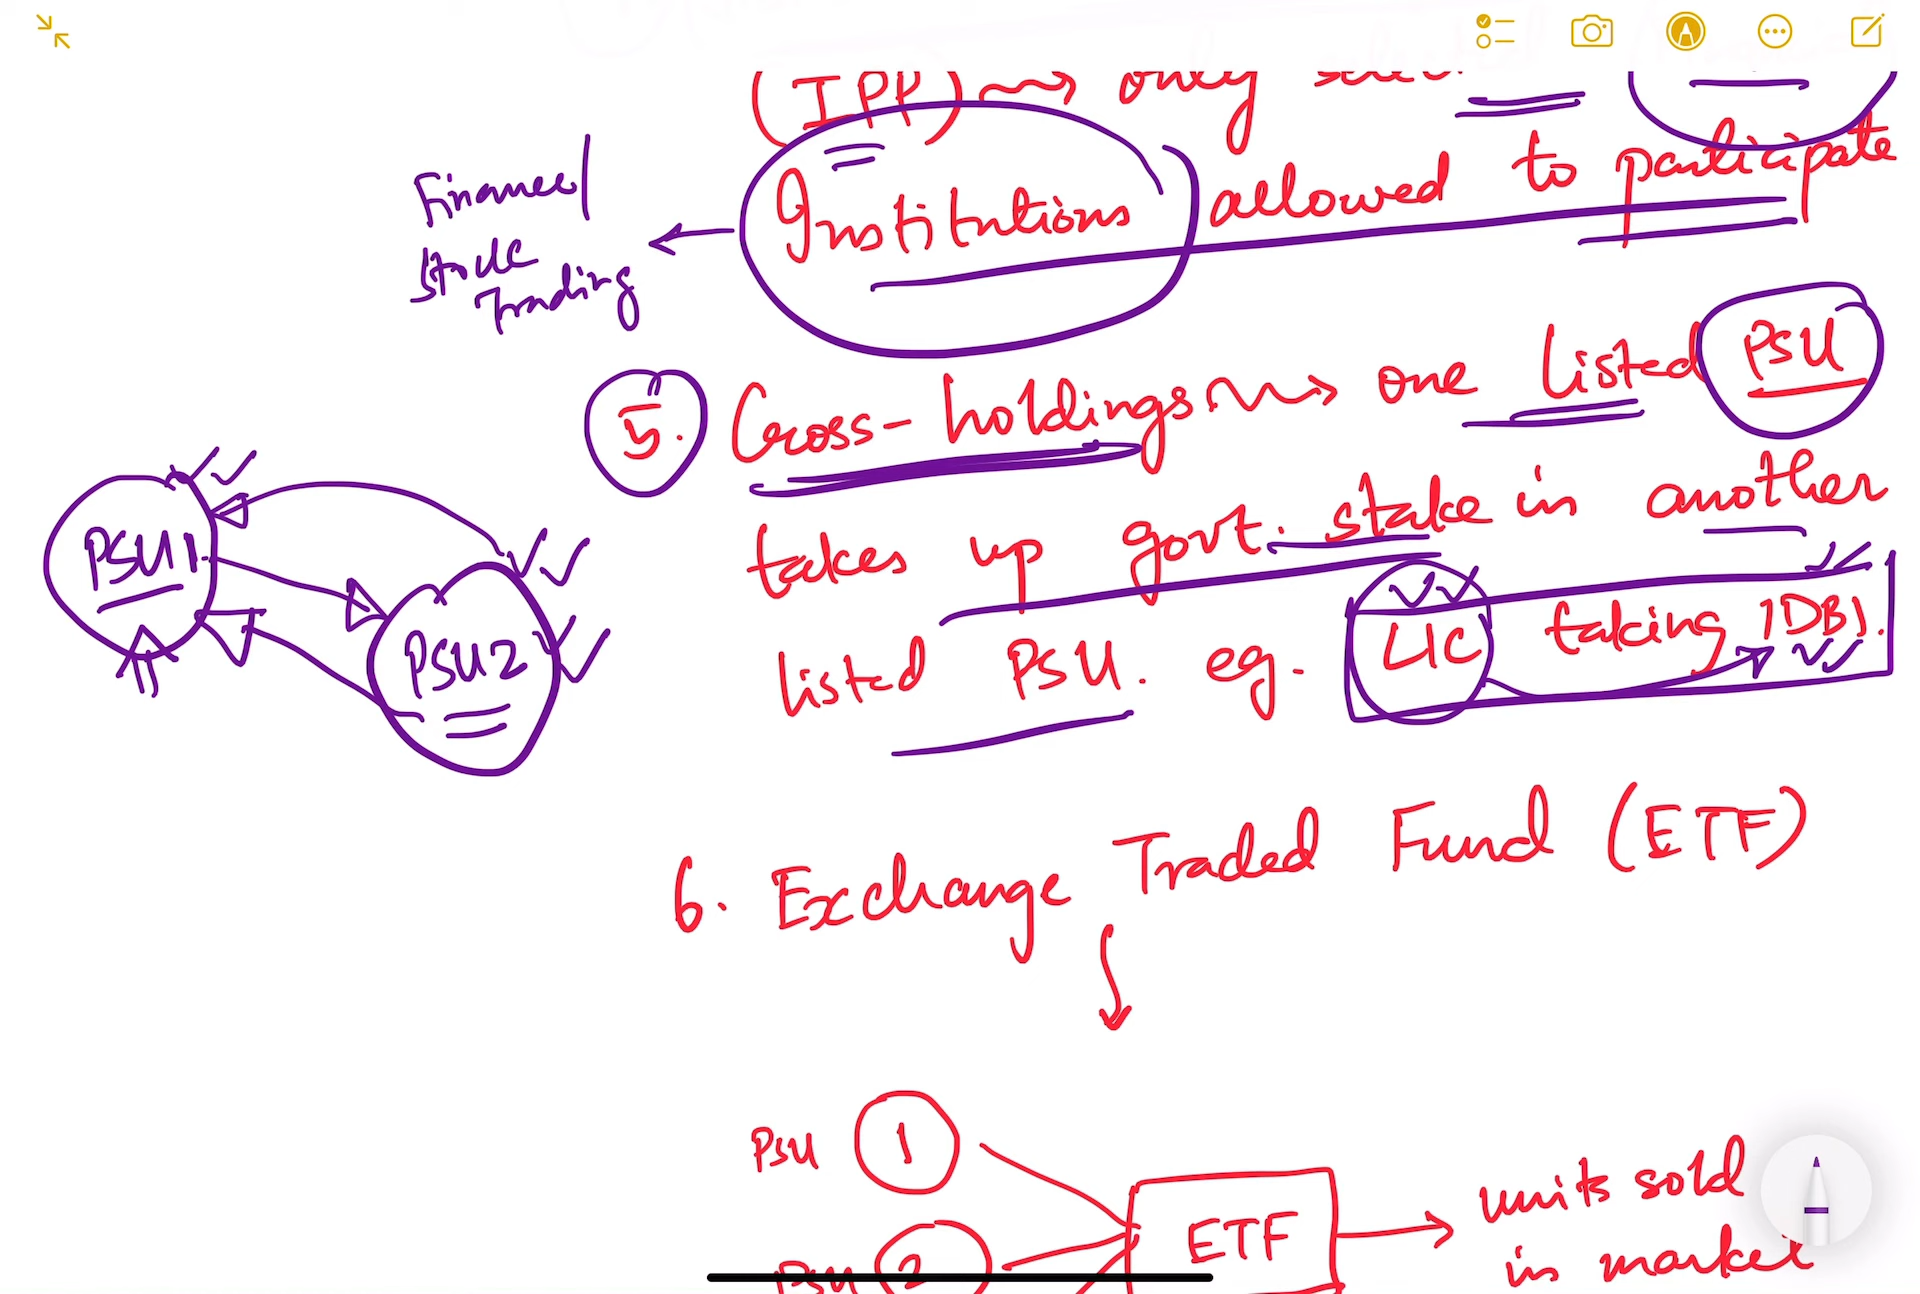 (IPP) → only
Institutions allowed to participate
Finance/
Stock
Trading
5. Cross-holdings → one listed PSU
takes up govt. stake in another
listed PSU. eg. LIC taking IDBI.
PSU1
PSU2
6. Exchange Traded Fund (ETF)
PSU 1
PSU 2
ETF → units sold
in market